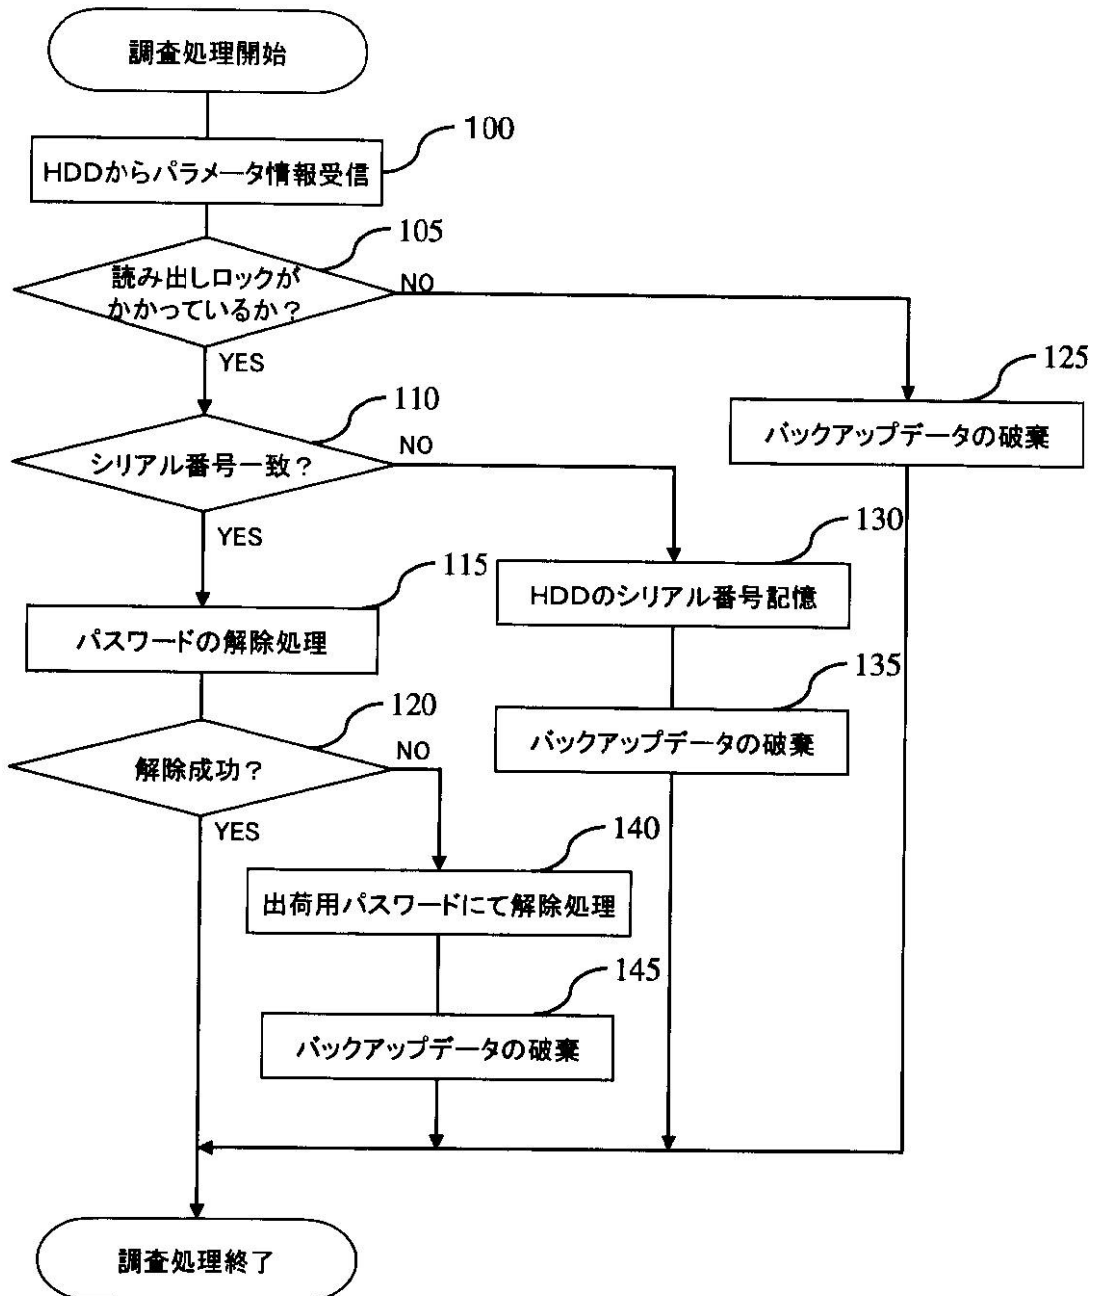 調査処理開始
100
HDDからパラメータ情報受信
105
読み出しロックが
かかっているか？
NO
YES
125
バックアップデータの破棄
110
シリアル番号一致？
NO
YES
130
HDDのシリアル番号記憶
115
パスワードの解除処理
135
バックアップデータの破棄
120
解除成功？
NO
YES
140
出荷用パスワードにて解除処理
145
バックアップデータの破棄
調査処理終了